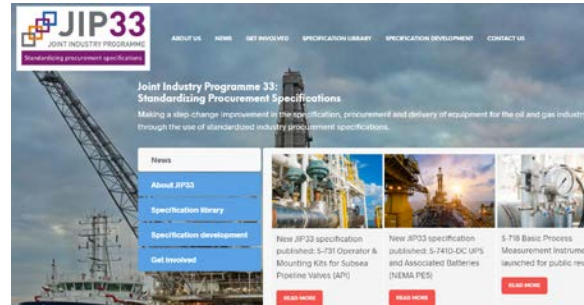 JIP33
JOINT INDUSTRY PROGRAMME
Standardizing procurement specifications
ABOUT US NEWS GET INVOLVED SPECIFICATION LIBRARY SPECIFICATION DEVELOPMENT CONTACT US
Joint Industry Programme 33:
Standardizing Procurement Specifications
Making a step-change improvement in the specification, procurement and delivery of equipment for the oil and gas industry
through the use of standardized industry procurement specifications.
News
About JIP33
Specification library
Specification development
Get Involved
New JIP33 specification
published: S-731 Operator &
Mounting Kits for Subsea
Pipeline Valves (API)
READ MORE
New JIP33 specification
published: S-741D-DC UPS
and Associated Batteries
(NEMA PE5)
READ MORE
S-718 Basic Process
Measurement Instrume
launched for public rev
READ MORE